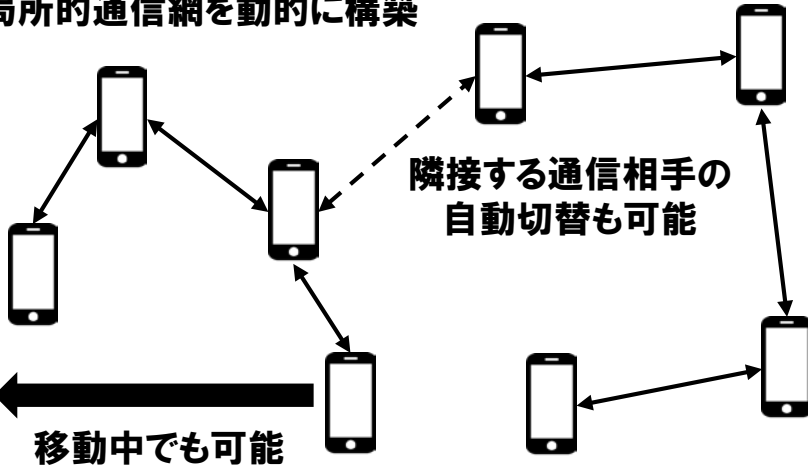 局所的通信網を動的に構築
隣接する通信相手の
自動切替も可能
移動中でも可能